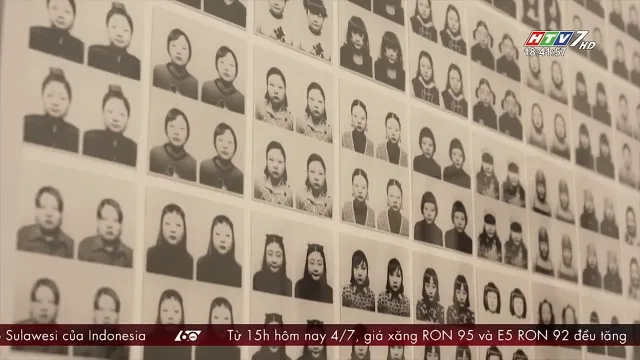 HTV7 HD
18:41:57
Sulawesi của Indonesia 60 Từ 15h hôm nay 4/7, giá xăng RON 95 và E5 RON 92 đều tăng